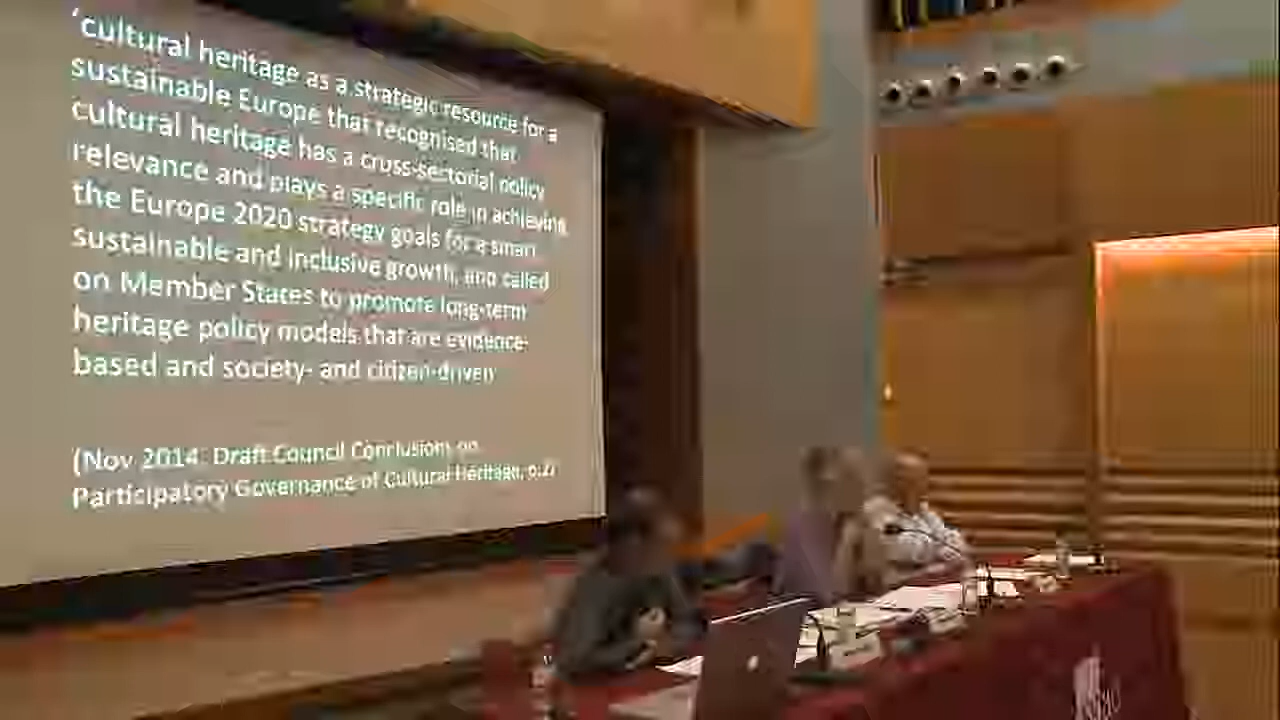 ‘cultural heritage as a strategic resource for a
sustainable Europe that recognised that
cultural heritage has a cross-sectorial policy
relevance and plays a specific role in achieving
the Europe 2020 strategy goals for a smart
sustainable and inclusive growth, and called
on Member States to promote long-term
heritage policy models that are evidence-
based and society- and citizen-driven
(Nov 2014. Draft Council Conclusions on
Participatory Governance of Cultural Heritage, p.2)